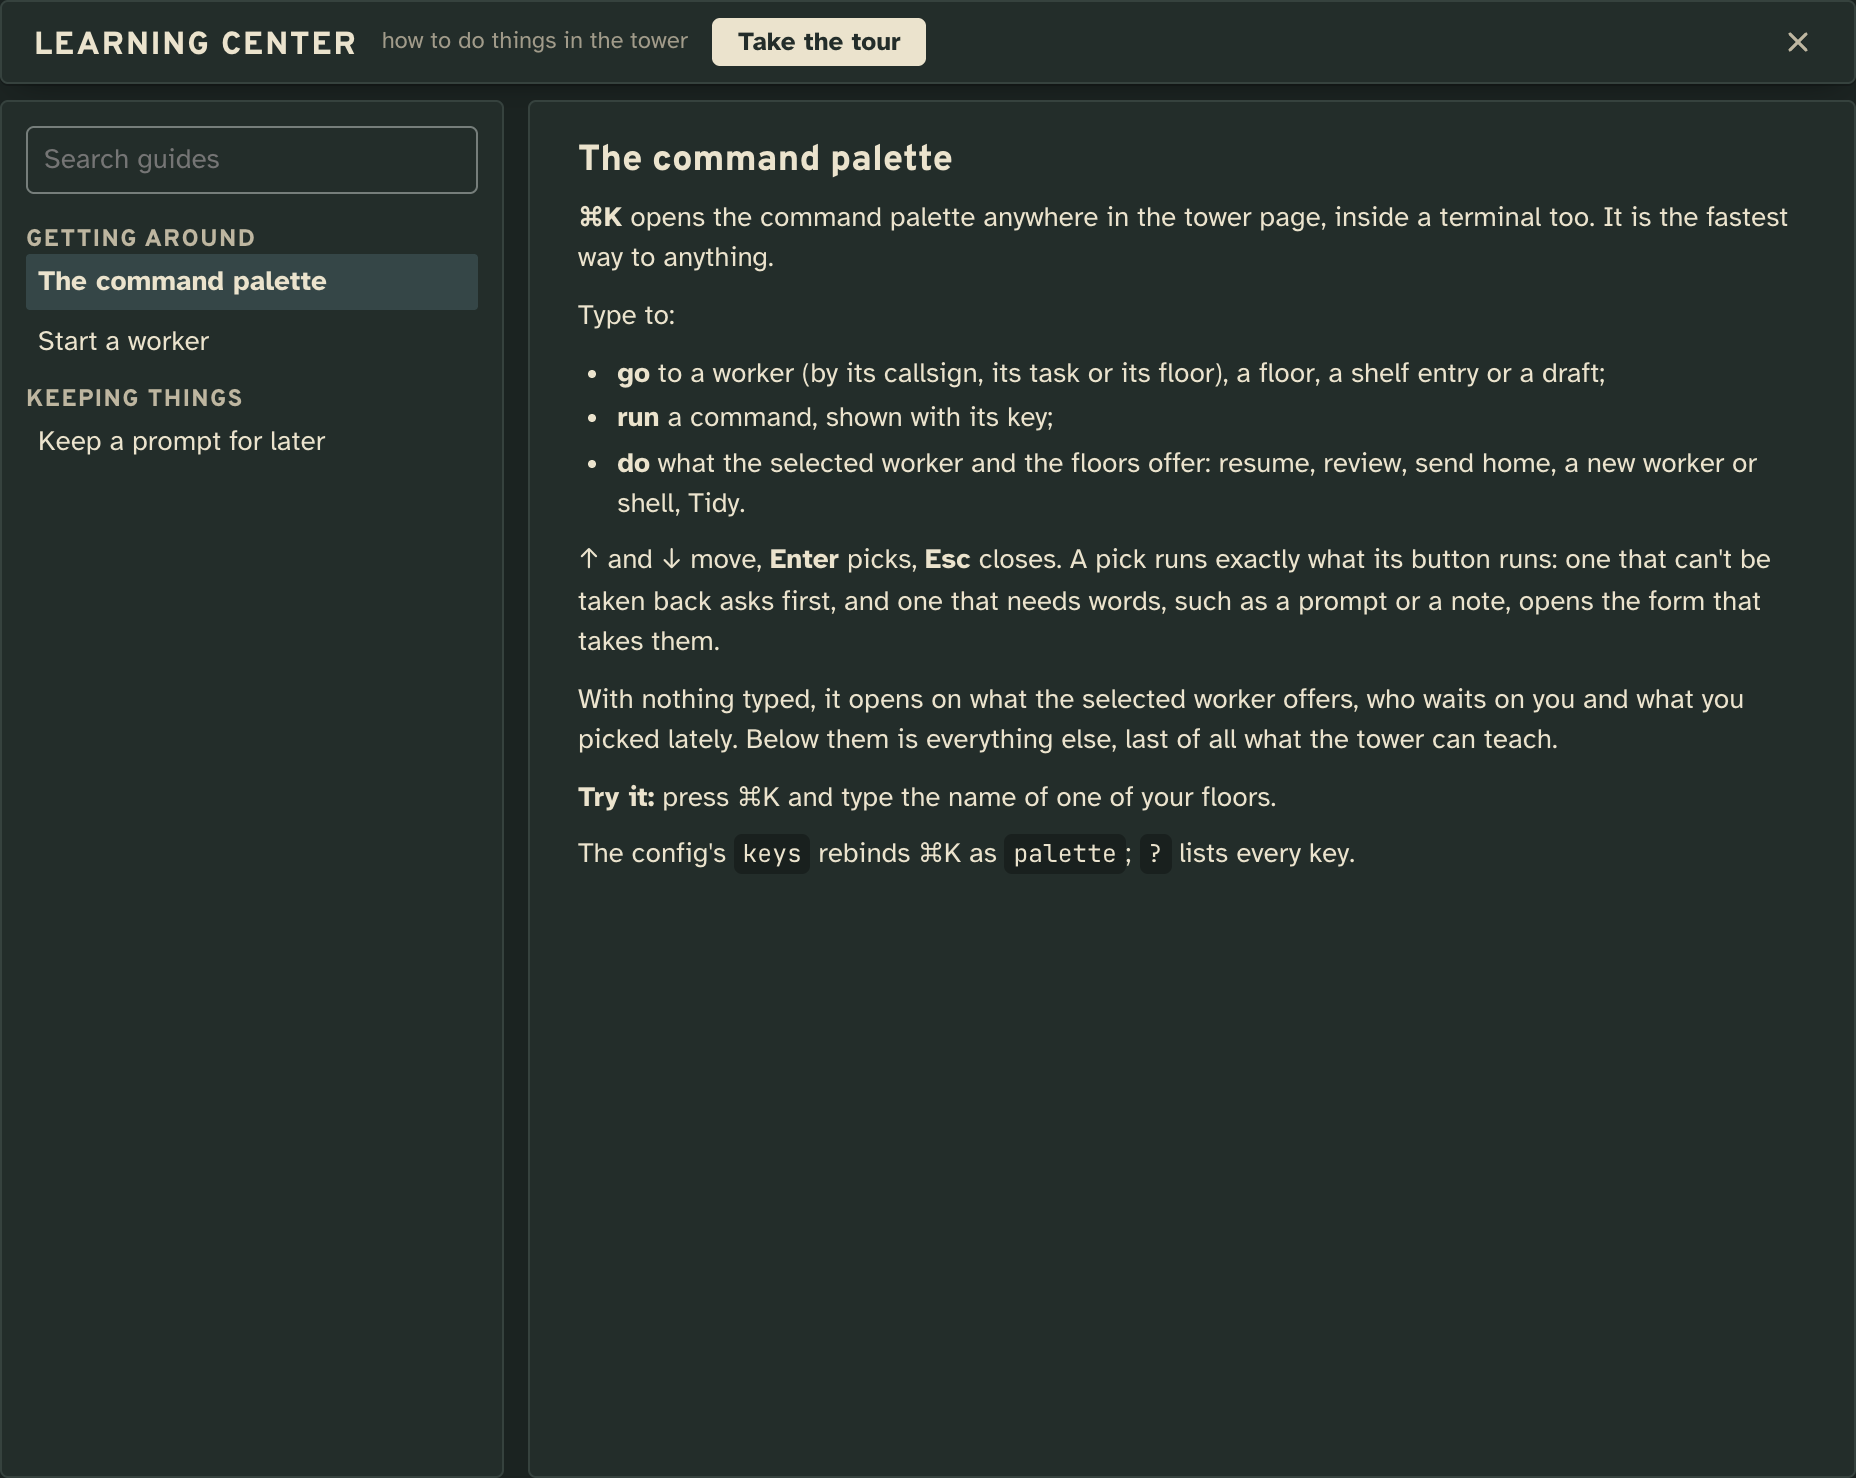 LEARNING CENTER how to do things in the tower Take the tour ×
Search guides
GETTING AROUND
The command palette
Start a worker
KEEPING THINGS
Keep a prompt for later
The command palette
⌘K opens the command palette anywhere in the tower page, inside a terminal too. It is the fastest
way to anything.
Type to:
• go to a worker (by its callsign, its task or its floor), a floor, a shelf entry or a draft;
• run a command, shown with its key;
• do what the selected worker and the floors offer: resume, review, send home, a new worker or
shell, Tidy.
↑ and ↓ move, Enter picks, Esc closes. A pick runs exactly what its button runs: one that can't be
taken back asks first, and one that needs words, such as a prompt or a note, opens the form that
takes them.
With nothing typed, it opens on what the selected worker offers, who waits on you and what you
picked lately. Below them is everything else, last of all what the tower can teach.
Try it: press ⌘K and type the name of one of your floors.
The config's keys rebinds ⌘K as palette; ? lists every key.